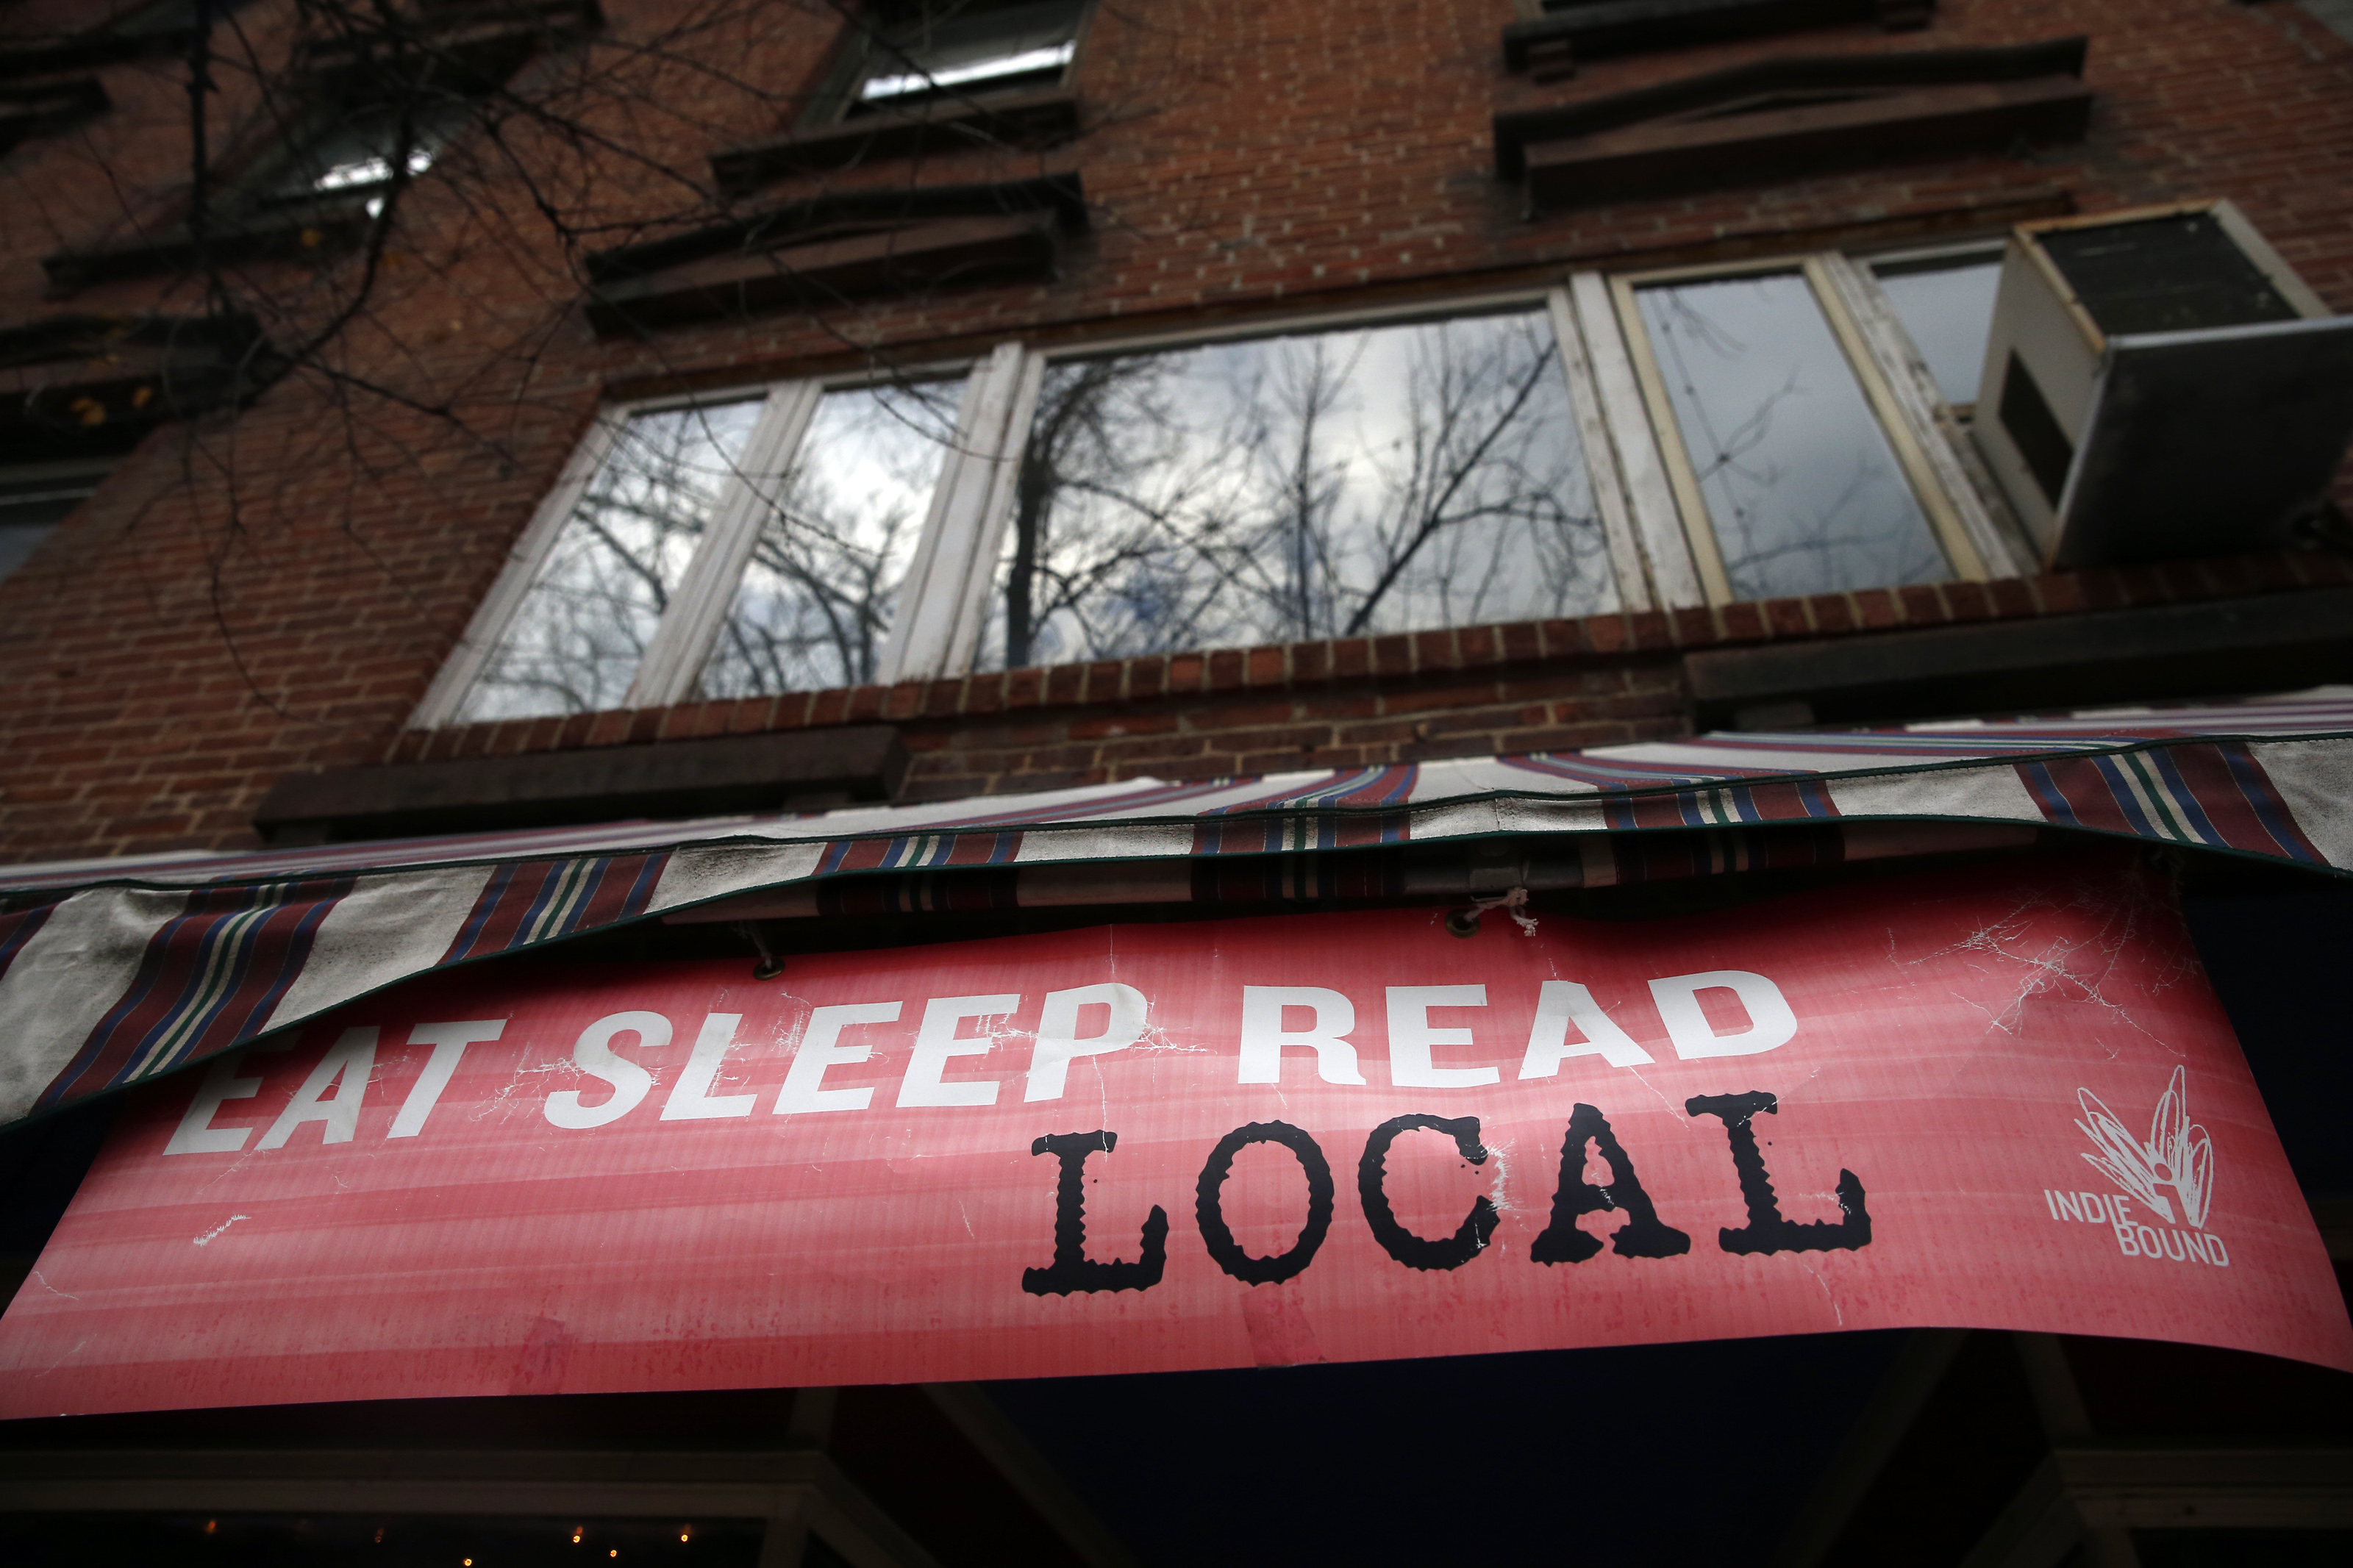 EAT SLEEP READ
LOCAL
INDIE
BOUND